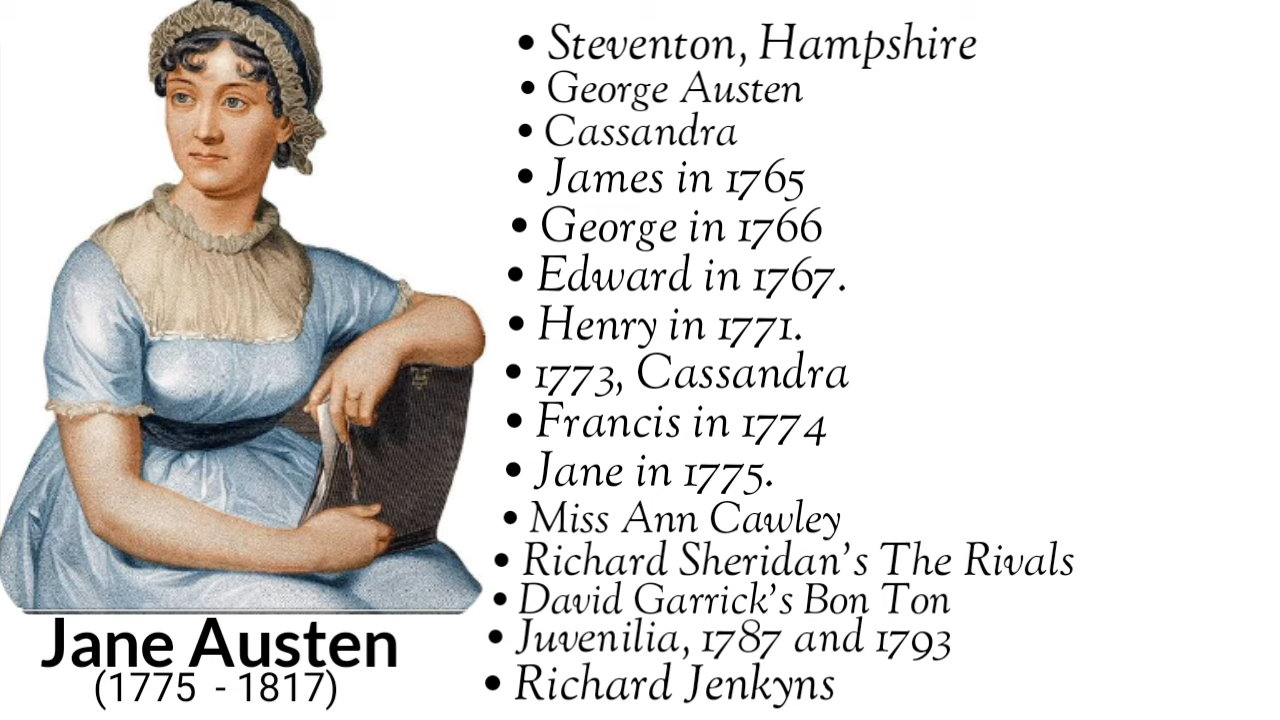 • Steventon, Hampshire
• George Austen
• Cassandra
• James in 1765
• George in 1766
• Edward in 1767.
• Henry in 1771.
• 1773, Cassandra
• Francis in 1774
• Jane in 1775.
• Miss Ann Cawley
• Richard Sheridan's The Rivals
• David Garrick's Bon Ton
• Juvenilia, 1787 and 1793
• Richard Jenkyns
Jane Austen
(1775 - 1817)